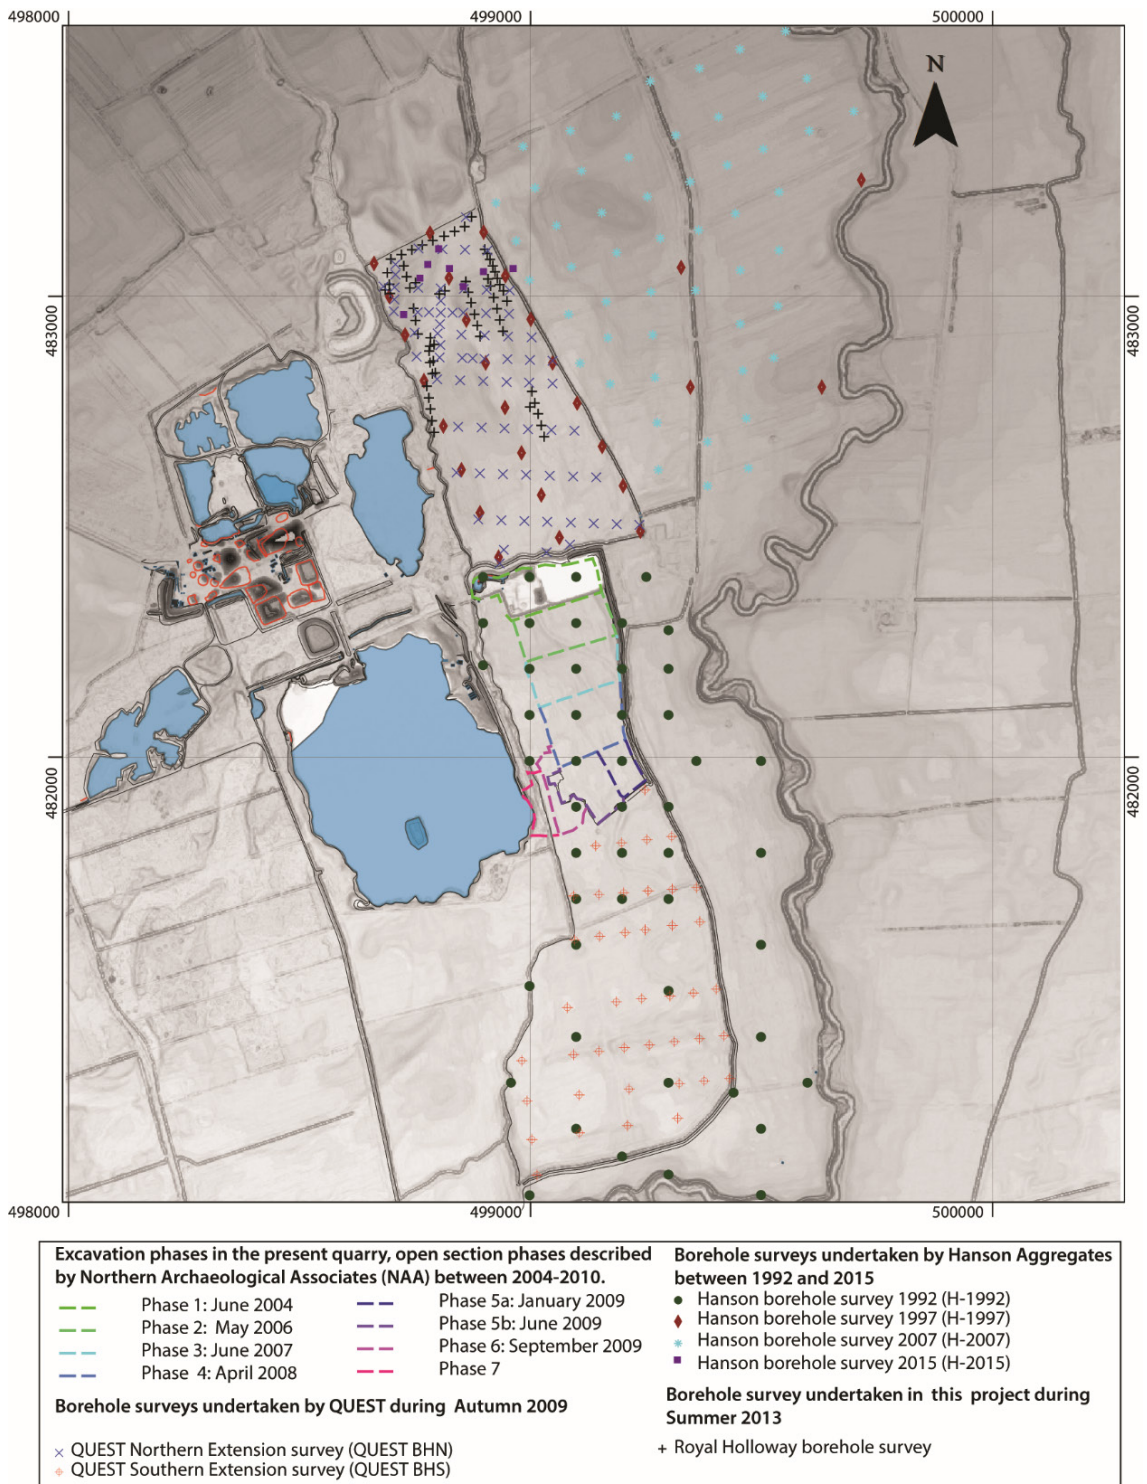 498000
499000
500000
N
483000
483000
482000
482000
498000
499000
500000
Excavation phases in the present quarry, open section phases described
by Northern Archaeological Associates (NAA) between 2004-2010.
Phase 1: June 2004
Phase 2: May 2006
Phase 3: June 2007
Phase 4: April 2008
Phase 5a: January 2009
Phase 5b: June 2009
Phase 6: September 2009
Phase 7
Borehole surveys undertaken by QUEST during Autumn 2009
QUEST Northern Extension survey (QUEST BHN)
QUEST Southern Extension survey (QUEST BHS)
Borehole surveys undertaken by Hanson Aggregates
between 1992 and 2015
Hanson borehole survey 1992 (H-1992)
Hanson borehole survey 1997 (H-1997)
Hanson borehole survey 2007 (H-2007)
Hanson borehole survey 2015 (H-2015)
Borehole survey undertaken in this project during
Summer 2013
Royal Holloway borehole survey